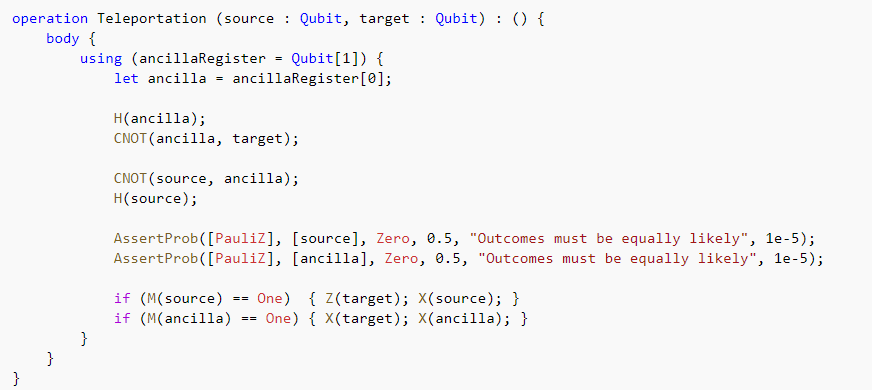 operation Teleportation (source : Qubit, target : Qubit) : () {
    body {
        using (ancillaRegister = Qubit[1]) {
            let ancilla = ancillaRegister[0];

            H(ancilla);
            CNOT(ancilla, target);

            CNOT(source, ancilla);
            H(source);

            AssertProb([PauliZ], [source], Zero, 0.5, "Outcomes must be equally likely", 1e-5);
            AssertProb([PauliZ], [ancilla], Zero, 0.5, "Outcomes must be equally likely", 1e-5);

            if (M(source) == One)  { Z(target); X(source); }
            if (M(ancilla) == One) { X(target); X(ancilla); }
        }
    }
}